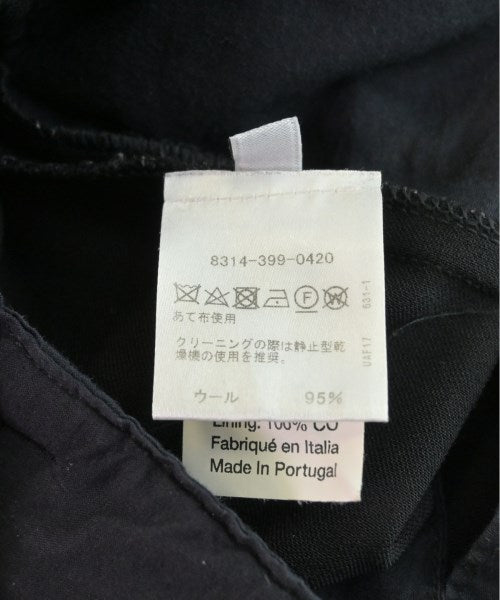 8314-399-0420
F W
あて布使用
クリーニングの際は静止型乾
燥機の使用を推奨。
ウール 95%
UAF17 631-1
Lining: 100% CO
Fabriqué en Italia
Made In Portugal